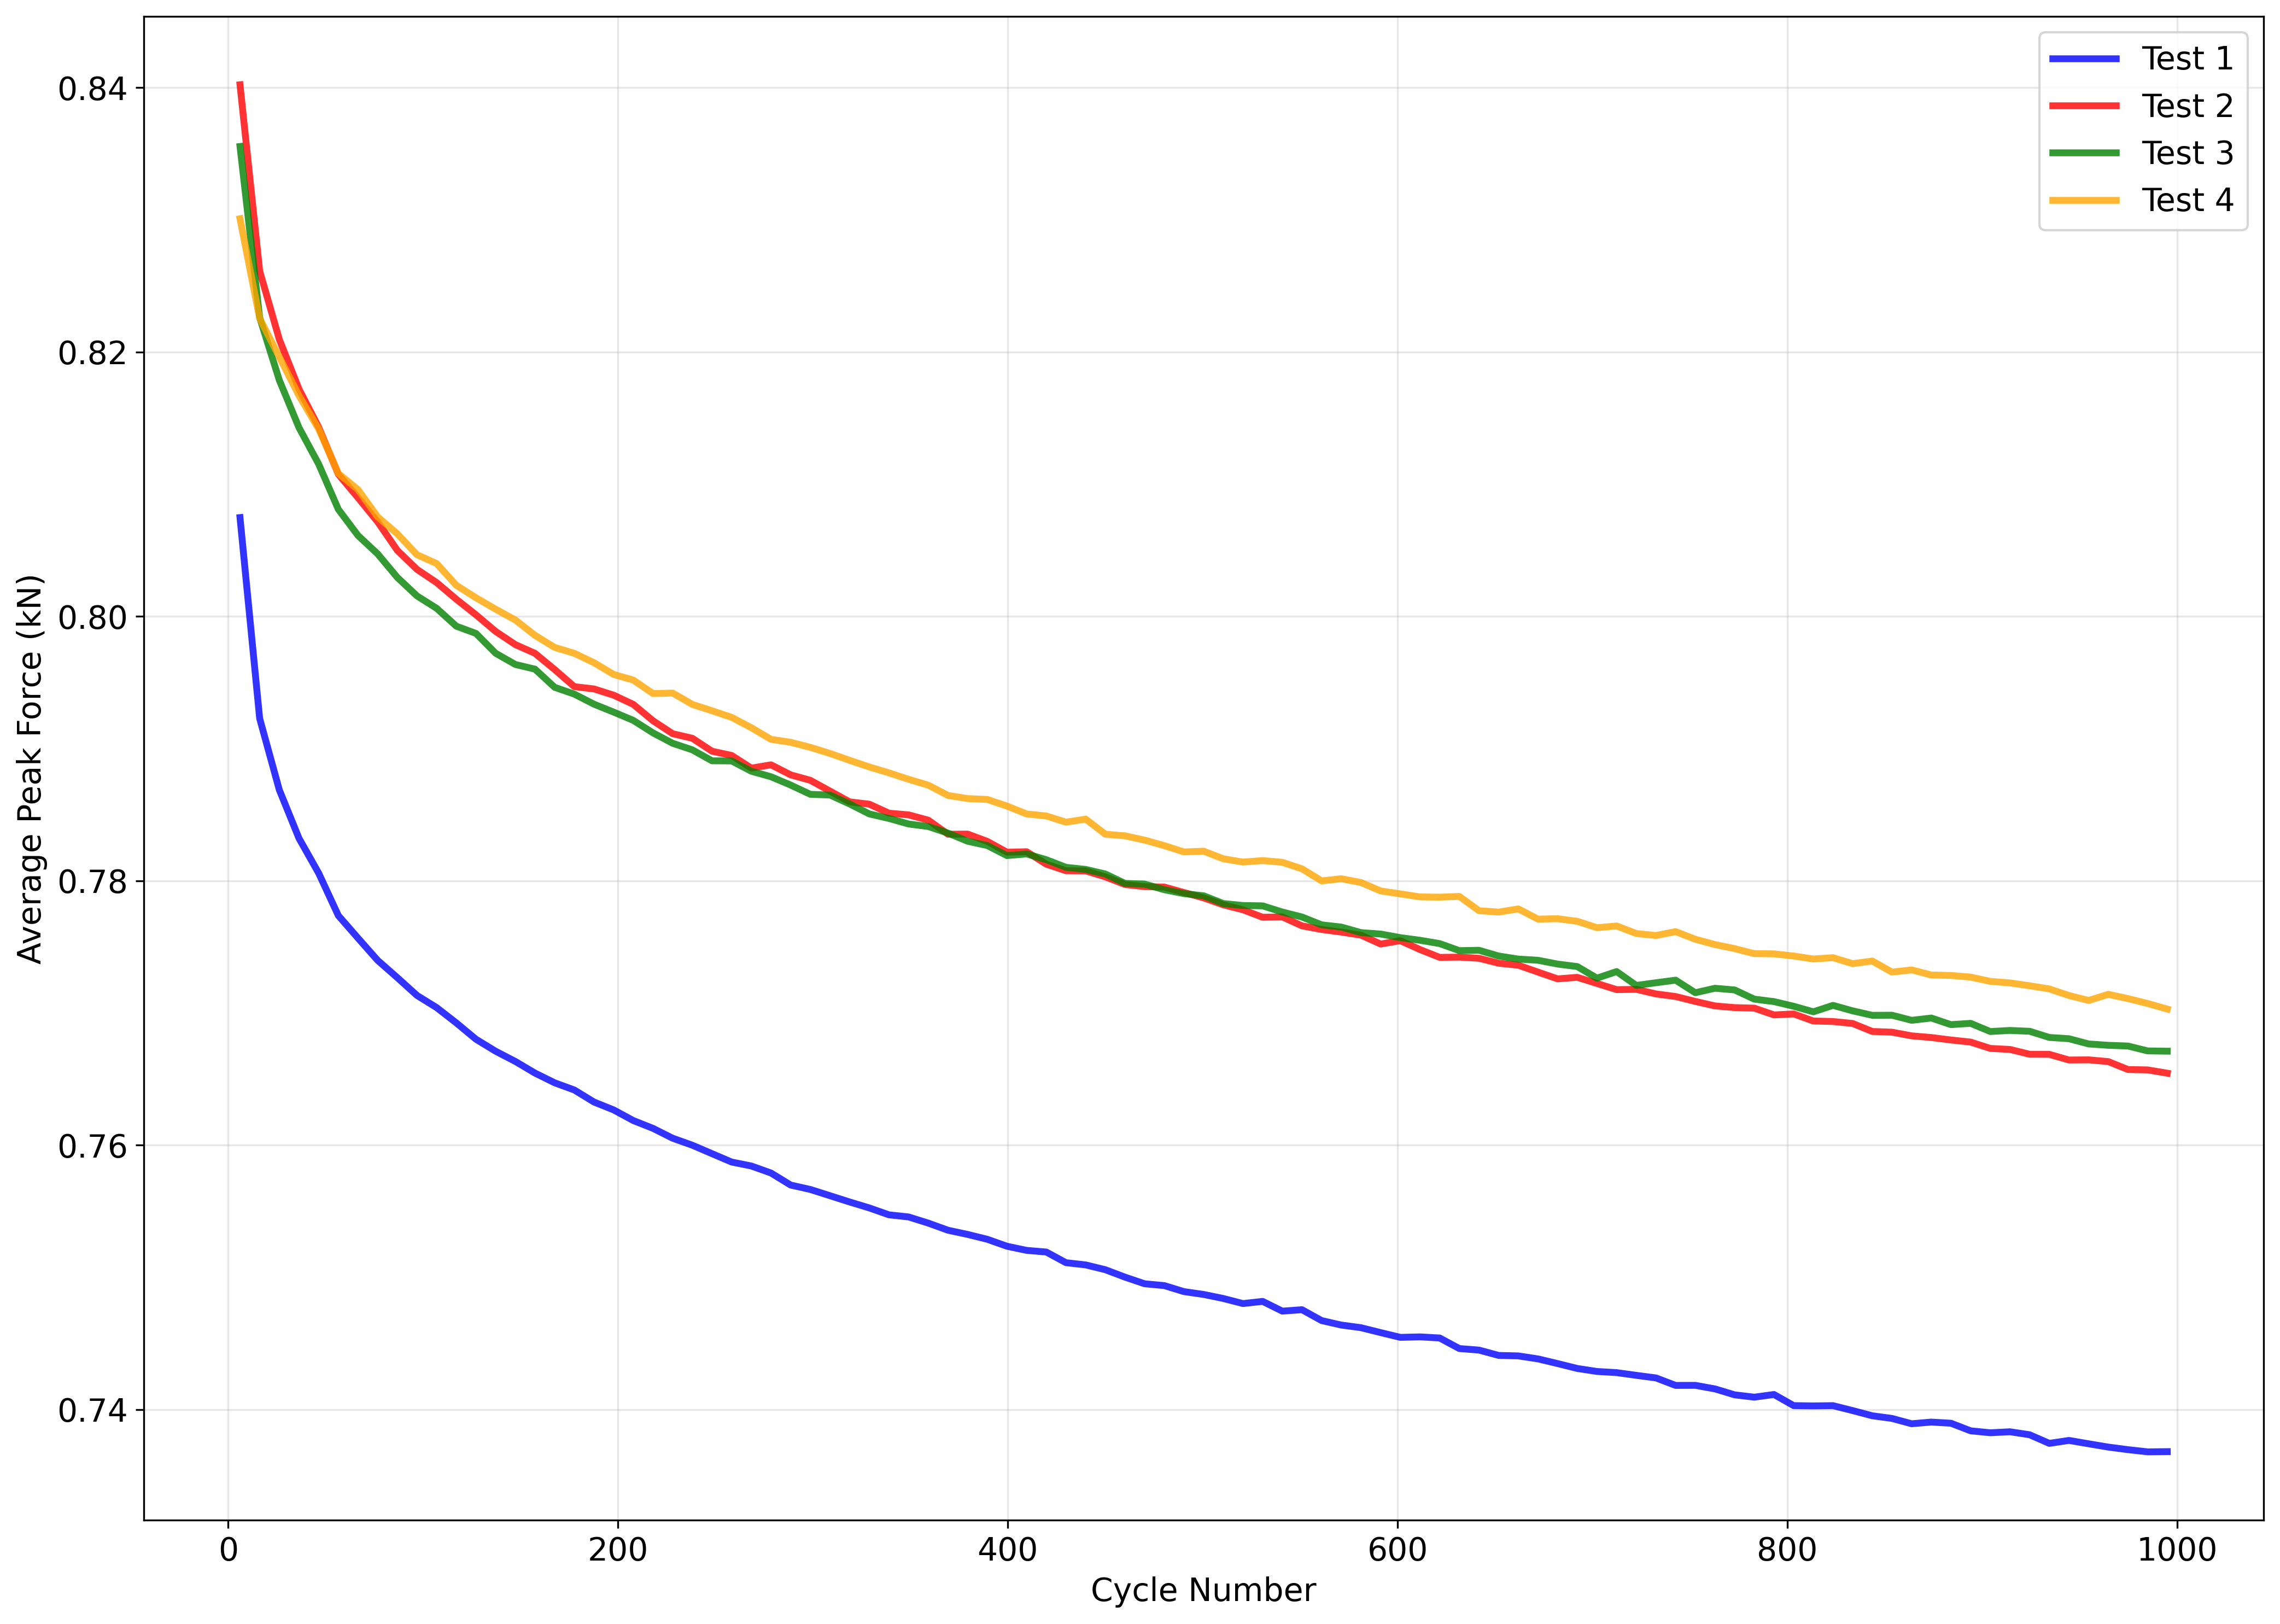 0.84
0.82
0.80
0.78
0.76
0.74
Average Peak Force (kN)
Test 1
Test 2
Test 3
Test 4
0 200 400 600 800 1000
Cycle Number